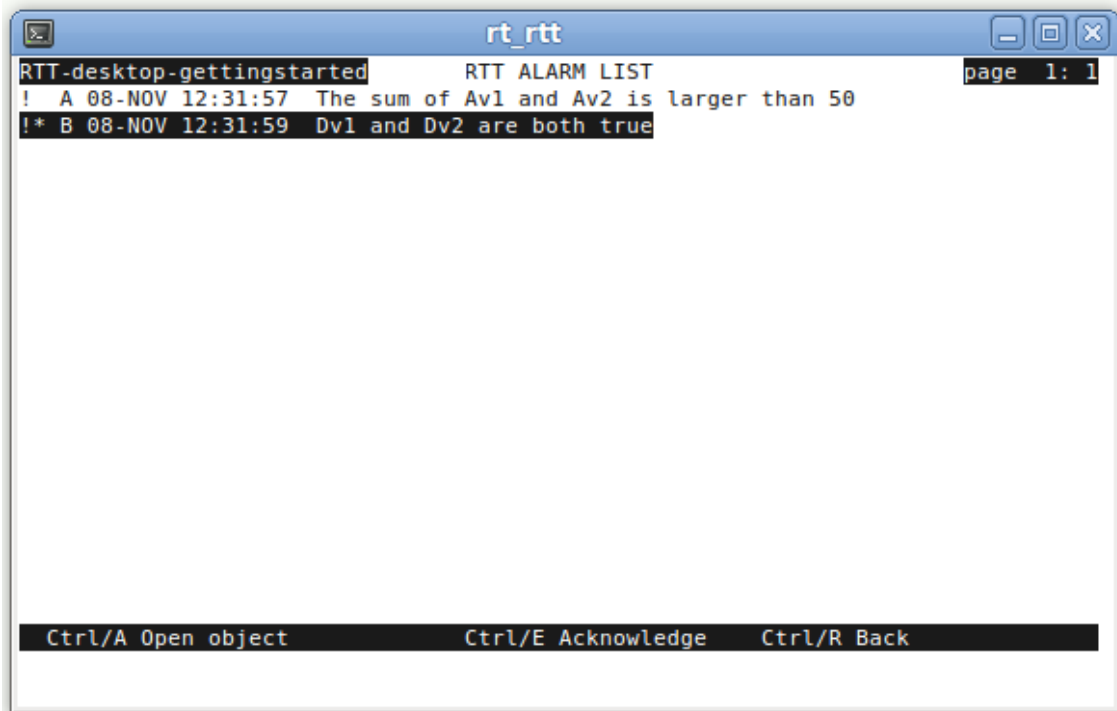 rt_rtt
RTT-desktop-gettingstarted RTT ALARM LIST page 1: 1
! A 08-NOV 12:31:57 The sum of Av1 and Av2 is larger than 50
!* B 08-NOV 12:31:59 Dv1 and Dv2 are both true
Ctrl/A Open object Ctrl/E Acknowledge Ctrl/R Back